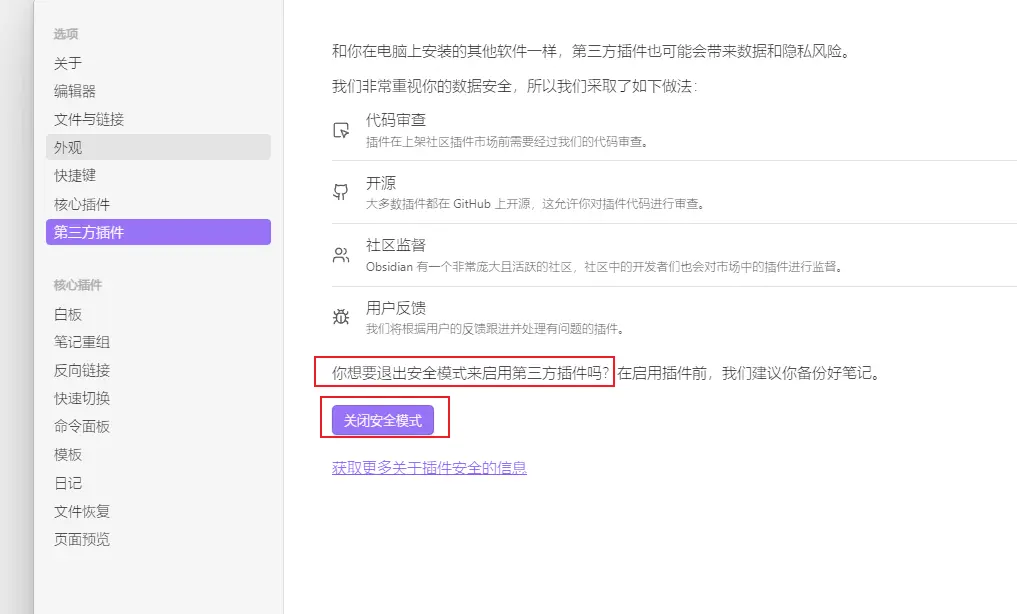 选项
关于
编辑器
文件与链接
外观
快捷键
核心插件
第三方插件
核心插件
白板
笔记重组
反向链接
快速切换
命令面板
模板
日记
文件恢复
页面预览
和你在电脑上安装的其他软件一样，第三方插件也可能会带来数据和隐私风险。
我们非常重视你的数据安全，所以我们采取了如下做法：
代码审查
插件在上架社区插件市场前需要经过我们的代码审查。
开源
大多数插件都在 GitHub 上开源，这允许你对插件代码进行审查。
社区监督
Obsidian 有一个非常庞大且活跃的社区，社区中的开发者们也会对市场中的插件进行监督。
用户反馈
我们将根据用户的反馈跟进并处理有问题的插件。
你想要退出安全模式来启用第三方插件吗？在启用插件前，我们建议你备份好笔记。
关闭安全模式
获取更多关于插件安全的信息